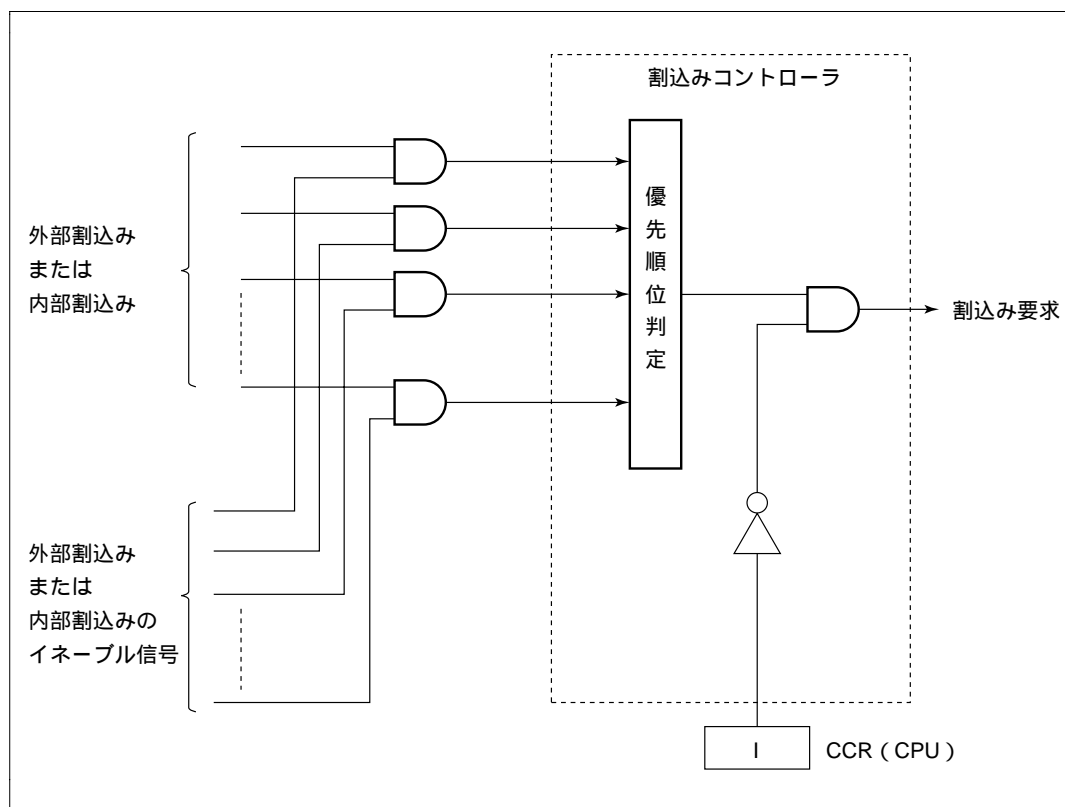 割込みコントローラ
外部割込み
または
内部割込み
優先順位判定
割込み要求
外部割込み
または
内部割込みの
イネーブル信号
I
CCR（CPU）